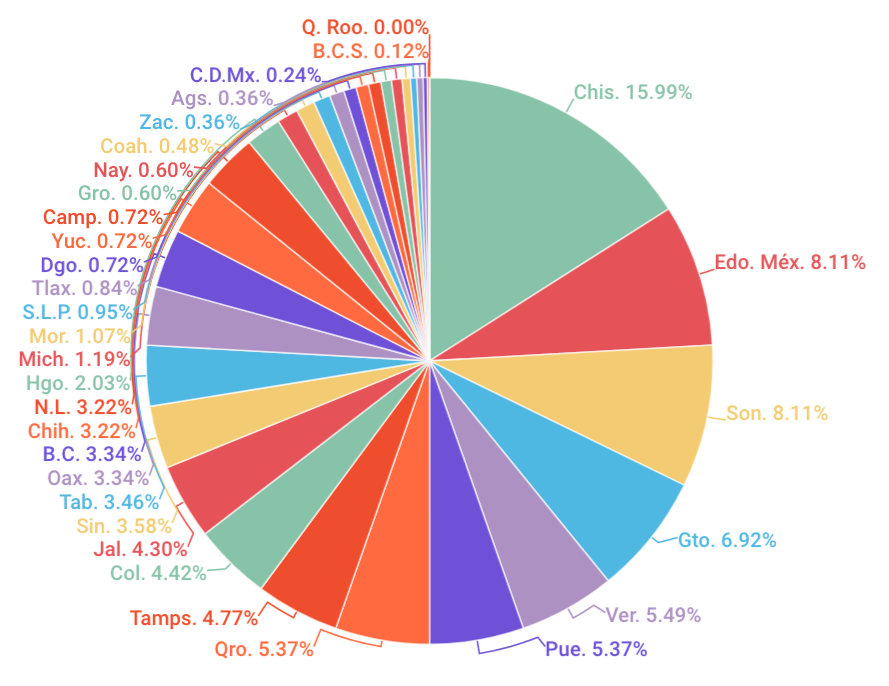 Q. Roo. 0.00%
B.C.S. 0.12%
C.D.Mx. 0.24%
Ags. 0.36%
Zac. 0.36%
Coah. 0.48%
Nay. 0.60%
Gro. 0.60%
Camp. 0.72%
Yuc. 0.72%
Dgo. 0.72%
Tlax. 0.84%
S.L.P. 0.95%
Mor. 1.07%
Mich. 1.19%
Hgo. 2.03%
N.L. 3.22%
Chih. 3.22%
B.C. 3.34%
Oax. 3.34%
Tab. 3.46%
Sin. 3.58%
Jal. 4.30%
Col. 4.42%
Tamps. 4.77%
Qro. 5.37%
Chis. 15.99%
Edo. Méx. 8.11%
Son. 8.11%
Gto. 6.92%
Ver. 5.49%
Pue. 5.37%